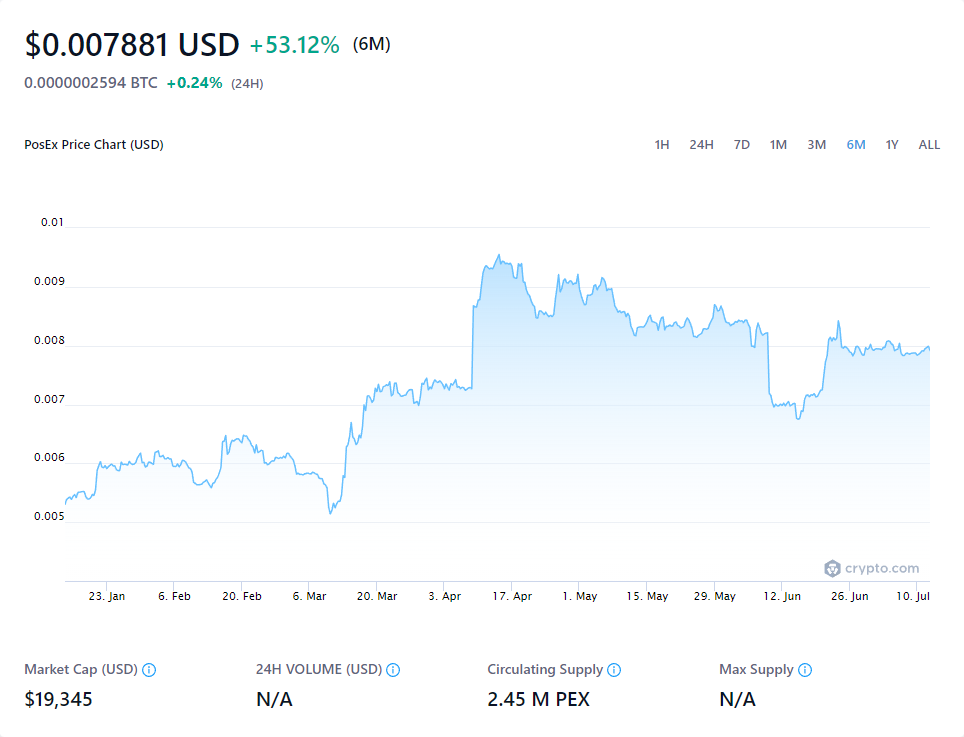 $0.007881 USD +53.12% (6M)
0.0000002594 BTC +0.24% (24H)
PosEx Price Chart (USD) 1H 24H 7D 1M 3M 6M 1Y ALL
0.01
0.009
0.008
0.007
0.006
0.005
crypto.com
23. Jan 6. Feb 20. Feb 6. Mar 20. Mar 3. Apr 17. Apr 1. May 15. May 29. May 12. Jun 26. Jun 10. Jul
Market Cap (USD) 24H VOLUME (USD) Circulating Supply Max Supply
$19,345 N/A 2.45 M PEX N/A